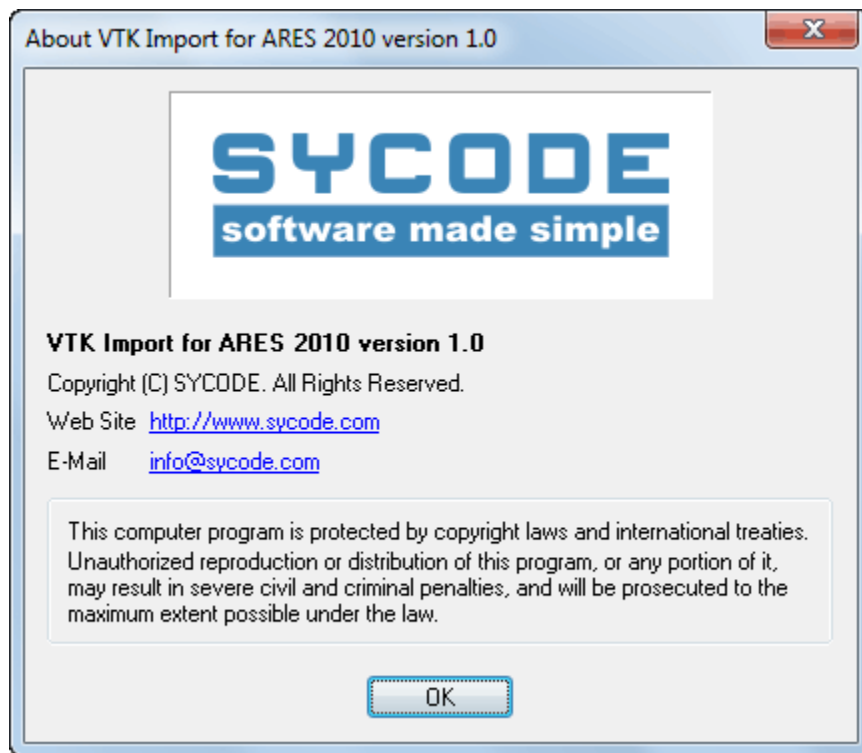 About VTK Import for ARES 2010 version 1.0
SYCODE
software made simple
VTK Import for ARES 2010 version 1.0
Copyright (C) SYCODE. All Rights Reserved.
Web Site http://www.sycode.com
E-Mail info@sycode.com
This computer program is protected by copyright laws and international treaties.
Unauthorized reproduction or distribution of this program, or any portion of it,
may result in severe civil and criminal penalties, and will be prosecuted to the
maximum extent possible under the law.
OK